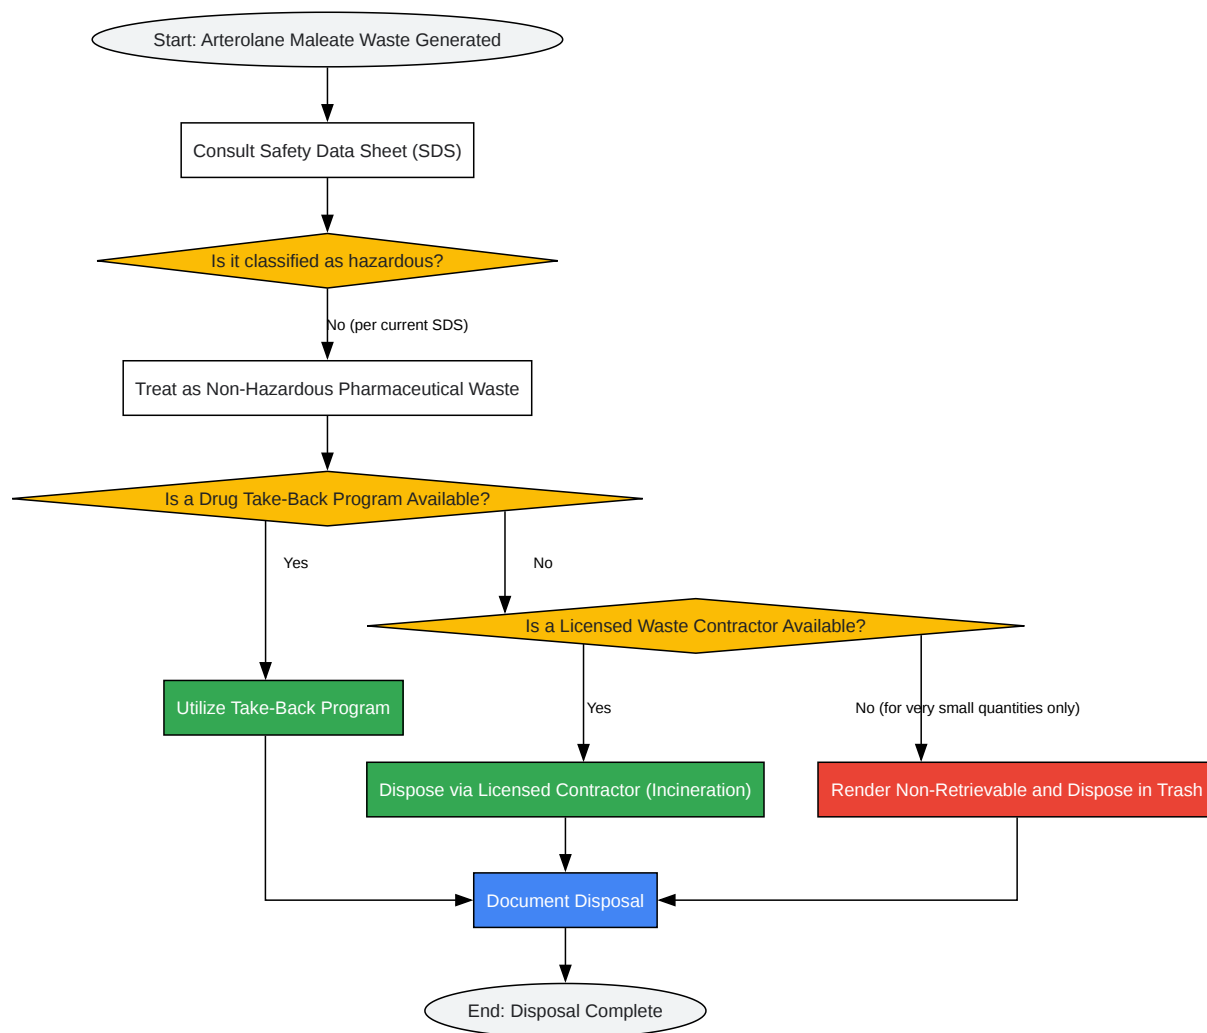 Start: Arterolane Maleate Waste Generated
Consult Safety Data Sheet (SDS)
Is it classified as hazardous?
No (per current SDS)
Treat as Non-Hazardous Pharmaceutical Waste
Is a Drug Take-Back Program Available?
Yes
No
Is a Licensed Waste Contractor Available?
Utilize Take-Back Program
Yes
No (for very small quantities only)
Dispose via Licensed Contractor (Incineration)
Render Non-Retrievable and Dispose in Trash
Document Disposal
End: Disposal Complete